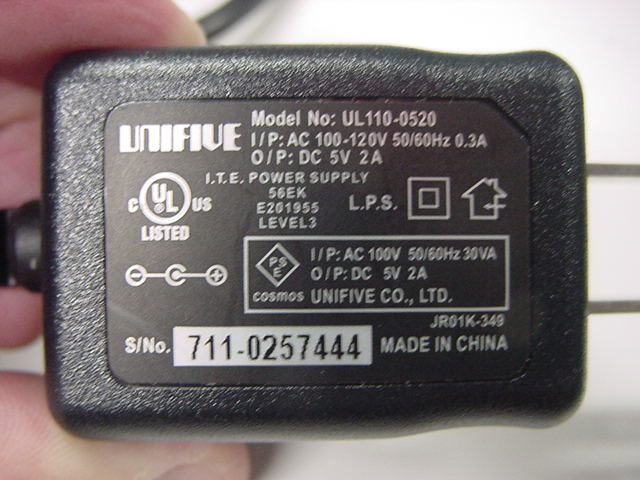 UNIFIVE
Model No: UL110-0520
I/P: AC 100-120V 50/60Hz 0.3A
O/P: DC 5V 2A
I.T.E. POWER SUPPLY
56EK
E201955
LEVEL3
L.P.S.
c UL US
LISTED
PS E
I/P: AC 100V 50/60Hz 30VA
O/P: DC 5V 2A
cosmos UNIFIVE CO., LTD.
JR01K-349
S/No. 711-0257444 MADE IN CHINA